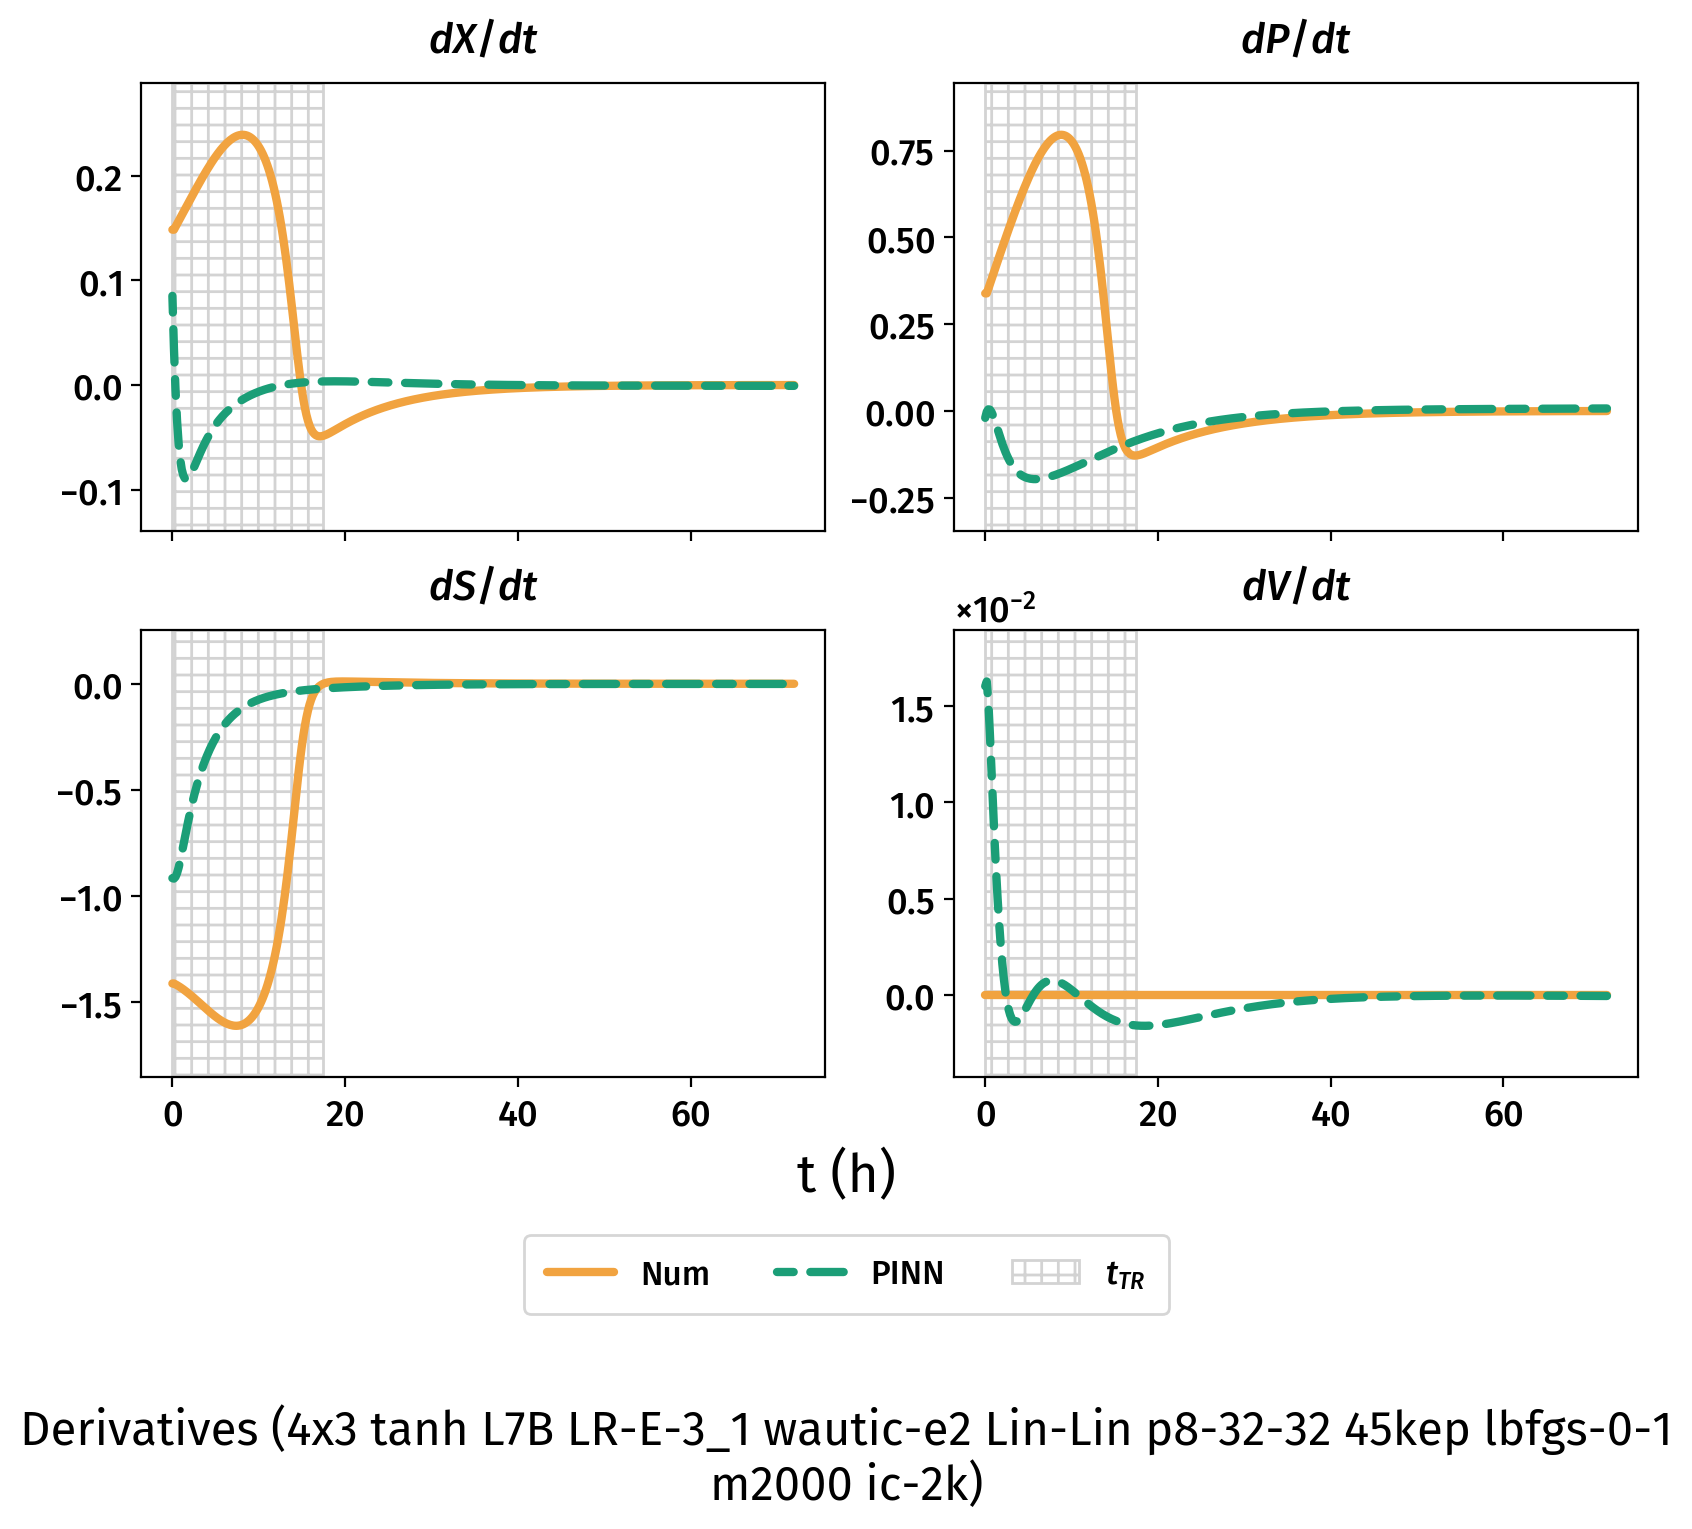 dX/dt
dP/dt
0.2
0.1
0.0
−0.1
0.75
0.50
0.25
0.00
−0.25
dS/dt
dV/dt
×10⁻²
0.0
−0.5
−1.0
−1.5
1.5
1.0
0.5
0.0
0 20 40 60
0 20 40 60
t (h)
Num PINN t_TR
Derivatives (4x3 tanh L7B LR-E-3_1 wautic-e2 Lin-Lin p8-32-32 45kep lbfgs-0-1
m2000 ic-2k)